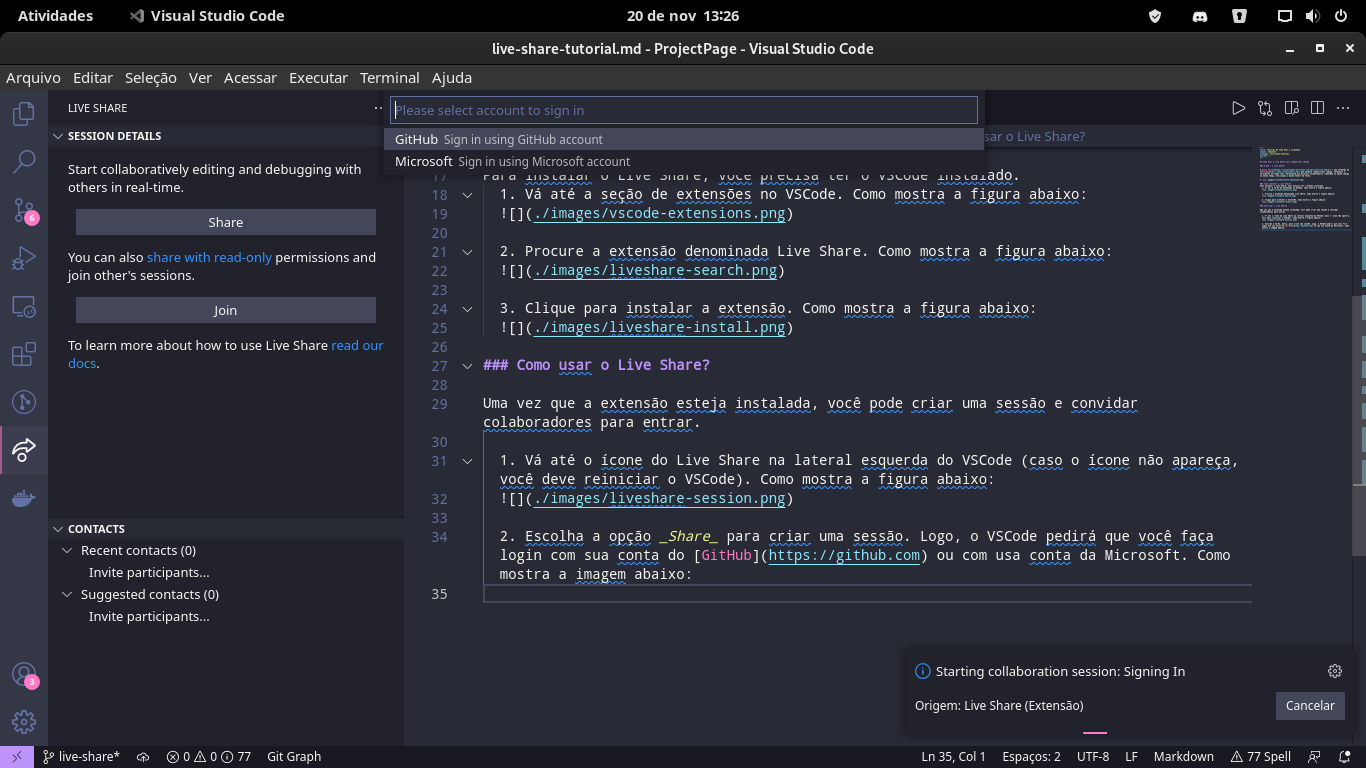 Atividades
Visual Studio Code
20 de nov 13:26
live-share-tutorial.md - ProjectPage - Visual Studio Code
Arquivo Editar Seleção Ver Acessar Executar Terminal Ajuda
LIVE SHARE
Please select account to sign in
GitHub Sign in using GitHub account
Microsoft Sign in using Microsoft account
sar o Live Share?
SESSION DETAILS
Start collaboratively editing and debugging with
others in real-time.
Share
You can also share with read-only permissions and
join other's sessions.
Join
To learn more about how to use Live Share read our
docs.
CONTACTS
Recent contacts (0)
Invite participants...
Suggested contacts (0)
Invite participants...
6
3
17 Para instalar o Live Share, você precisa ter o VSCode instalado.
18 1. Vá até a seção de extensões no VSCode. Como mostra a figura abaixo:
19 ![](./images/vscode-extensions.png)
20
21 2. Procure a extensão denominada Live Share. Como mostra a figura abaixo:
22 ![](./images/liveshare-search.png)
23
24 3. Clique para instalar a extensão. Como mostra a figura abaixo:
25 ![](./images/liveshare-install.png)
26
27 ### Como usar o Live Share?
28
29 Uma vez que a extensão esteja instalada, você pode criar uma sessão e convidar
colaboradores para entrar.
30
31 1. Vá até o ícone do Live Share na lateral esquerda do VSCode (caso o ícone não apareça,
você deve reiniciar o VSCode). Como mostra a figura abaixo:
32 ![](./images/liveshare-session.png)
33
34 2. Escolha a opção _Share_ para criar uma sessão. Logo, o VSCode pedirá que você faça
login com sua conta do [GitHub](https://github.com) ou com usa conta da Microsoft. Como
mostra a imagem abaixo:
35
Starting collaboration session: Signing In
Origem: Live Share (Extensão)
Cancelar
live-share* 0 0 77 Git Graph
Ln 35, Col 1 Espaços: 2 UTF-8 LF Markdown 77 Spell